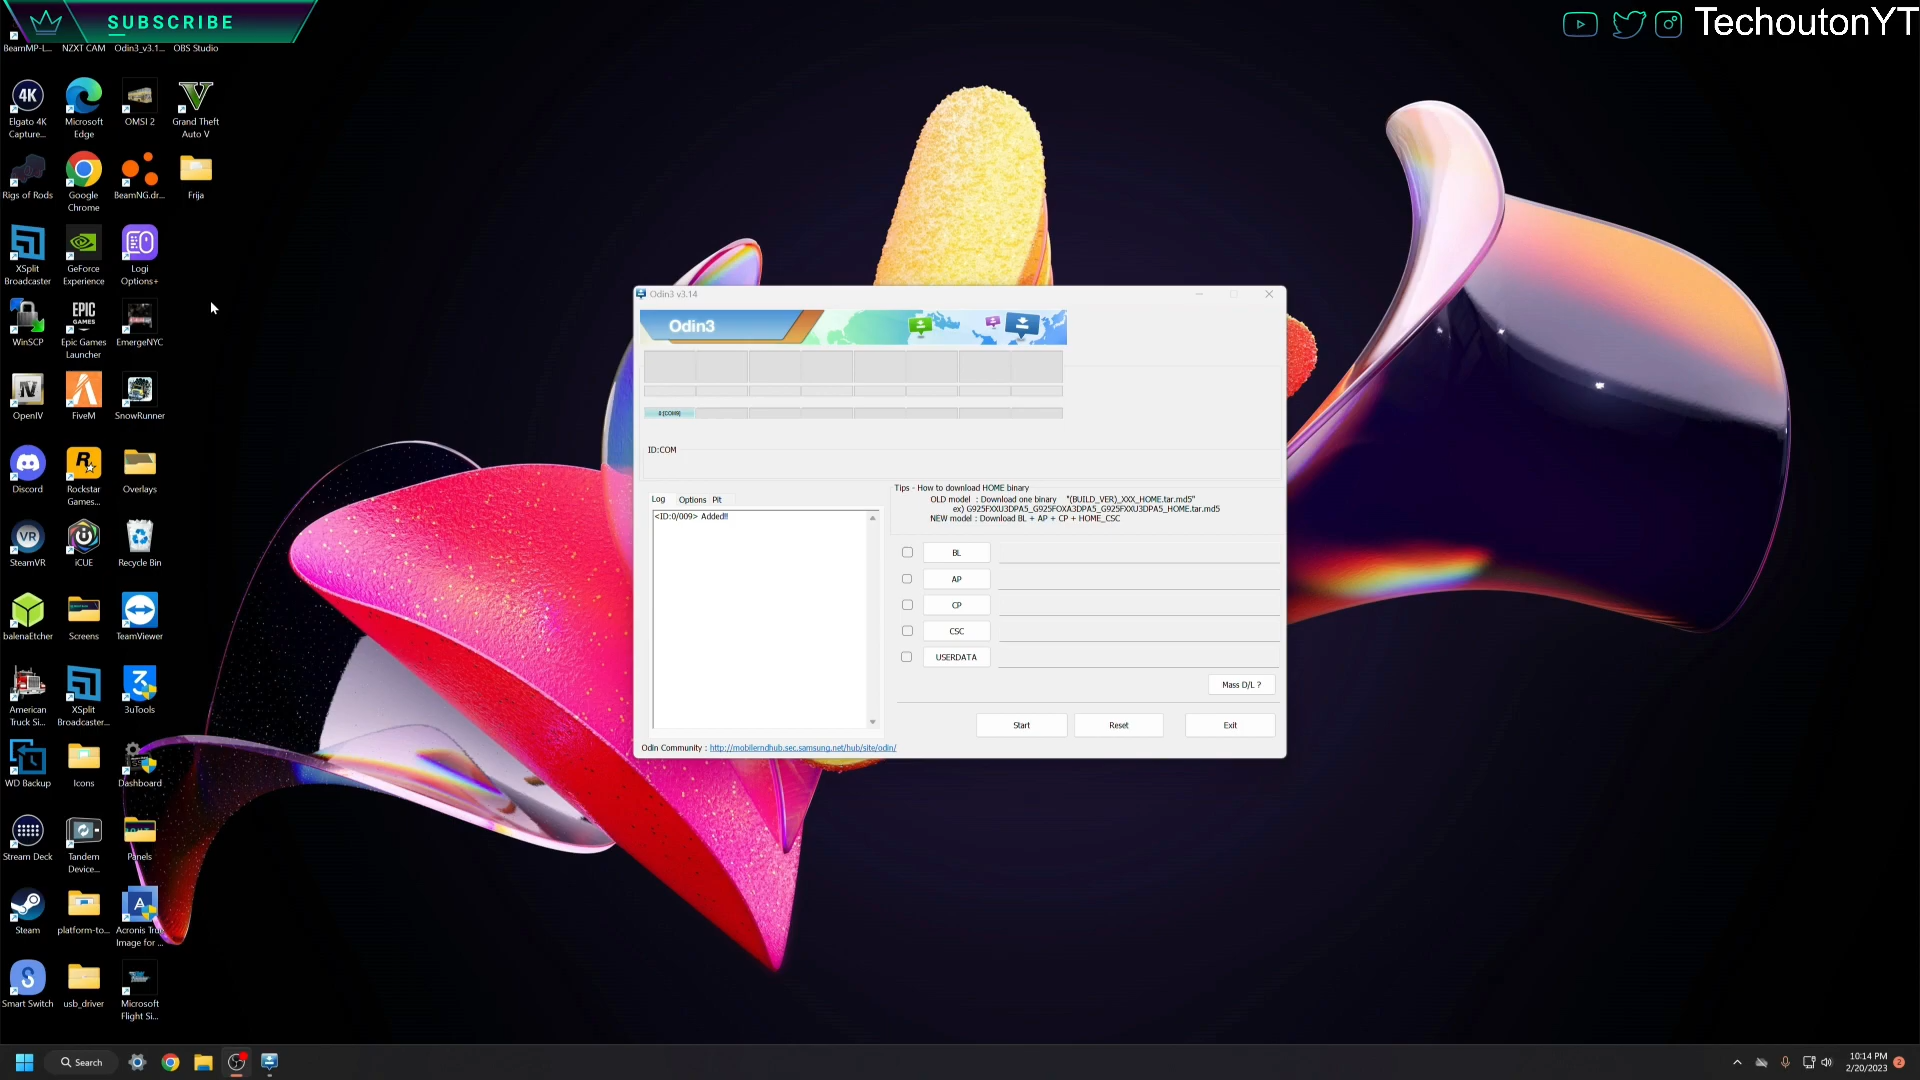 SUBSCRIBE
TechoutonYT
BeamMP-L...
NZXT CAM
Odin3_v3.1...
OBS Studio
4K
V
Elgato 4K
Capture...
Microsoft
Edge
OMSI 2
Grand Theft
Auto V
Rigs of Rods
Google
Chrome
BeamNG.dr...
Frija
XSplit
Broadcaster
GeForce
Experience
Logi
Options+
WinSCP
EPIC
GAMES
Epic Games
Launcher
EmergeNYC
OpenIV
FiveM
SnowRunner
Discord
Rockstar
Games...
Overlays
VR
SteamVR
iCUE
Recycle Bin
balenaEtcher
Screens
TeamViewer
American
Truck Si...
XSplit
Broadcaster...
3uTools
WD Backup
Icons
Dashboard
Stream Deck
Tandem
Device...
Panels
Steam
platform-to...
Acronis True
Image for ...
Smart Switch
usb_driver
Microsoft
Flight Si...
Odin3 v3.14
Odin3
0 [COM9]
ID:COM
Log
Options
Pit
<ID:0/009> Added!!
Tips - How to download HOME binary
OLD model : Download one binary "(BUILD_VER)_XXX_HOME.tar.md5"
ex) G925FXXU3DPA5_G925FOXA3DPA5_G925FXXU3DPA5_HOME.tar.md5
NEW model : Download BL + AP + CP + HOME_CSC
BL
AP
CP
CSC
USERDATA
Mass D/L ?
Start
Reset
Exit
Odin Community : http://mobilerndhub.sec.samsung.net/hub/site/odin/
Search
10:14 PM
2/20/2023
2